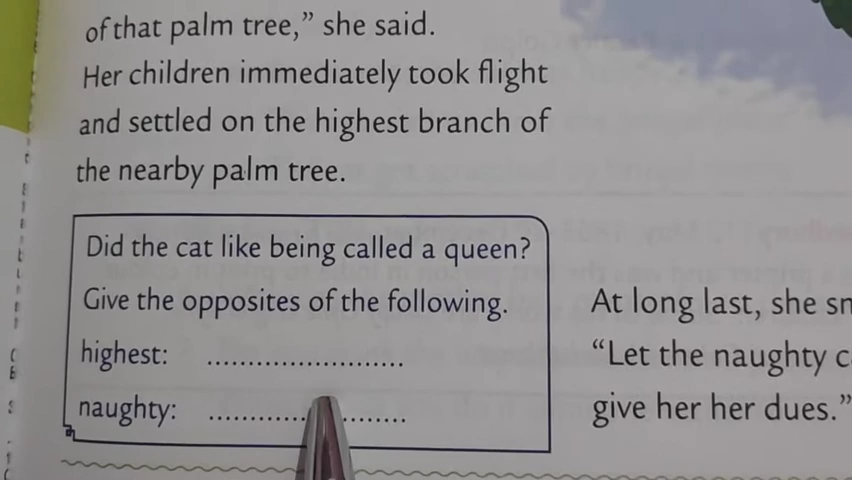 of that palm tree,” she said.
Her children immediately took flight
and settled on the highest branch of
the nearby palm tree.
Did the cat like being called a queen?
Give the opposites of the following.
highest: ........................
naughty: ........................
At long last, she
“Let the naughty
give her her dues.”